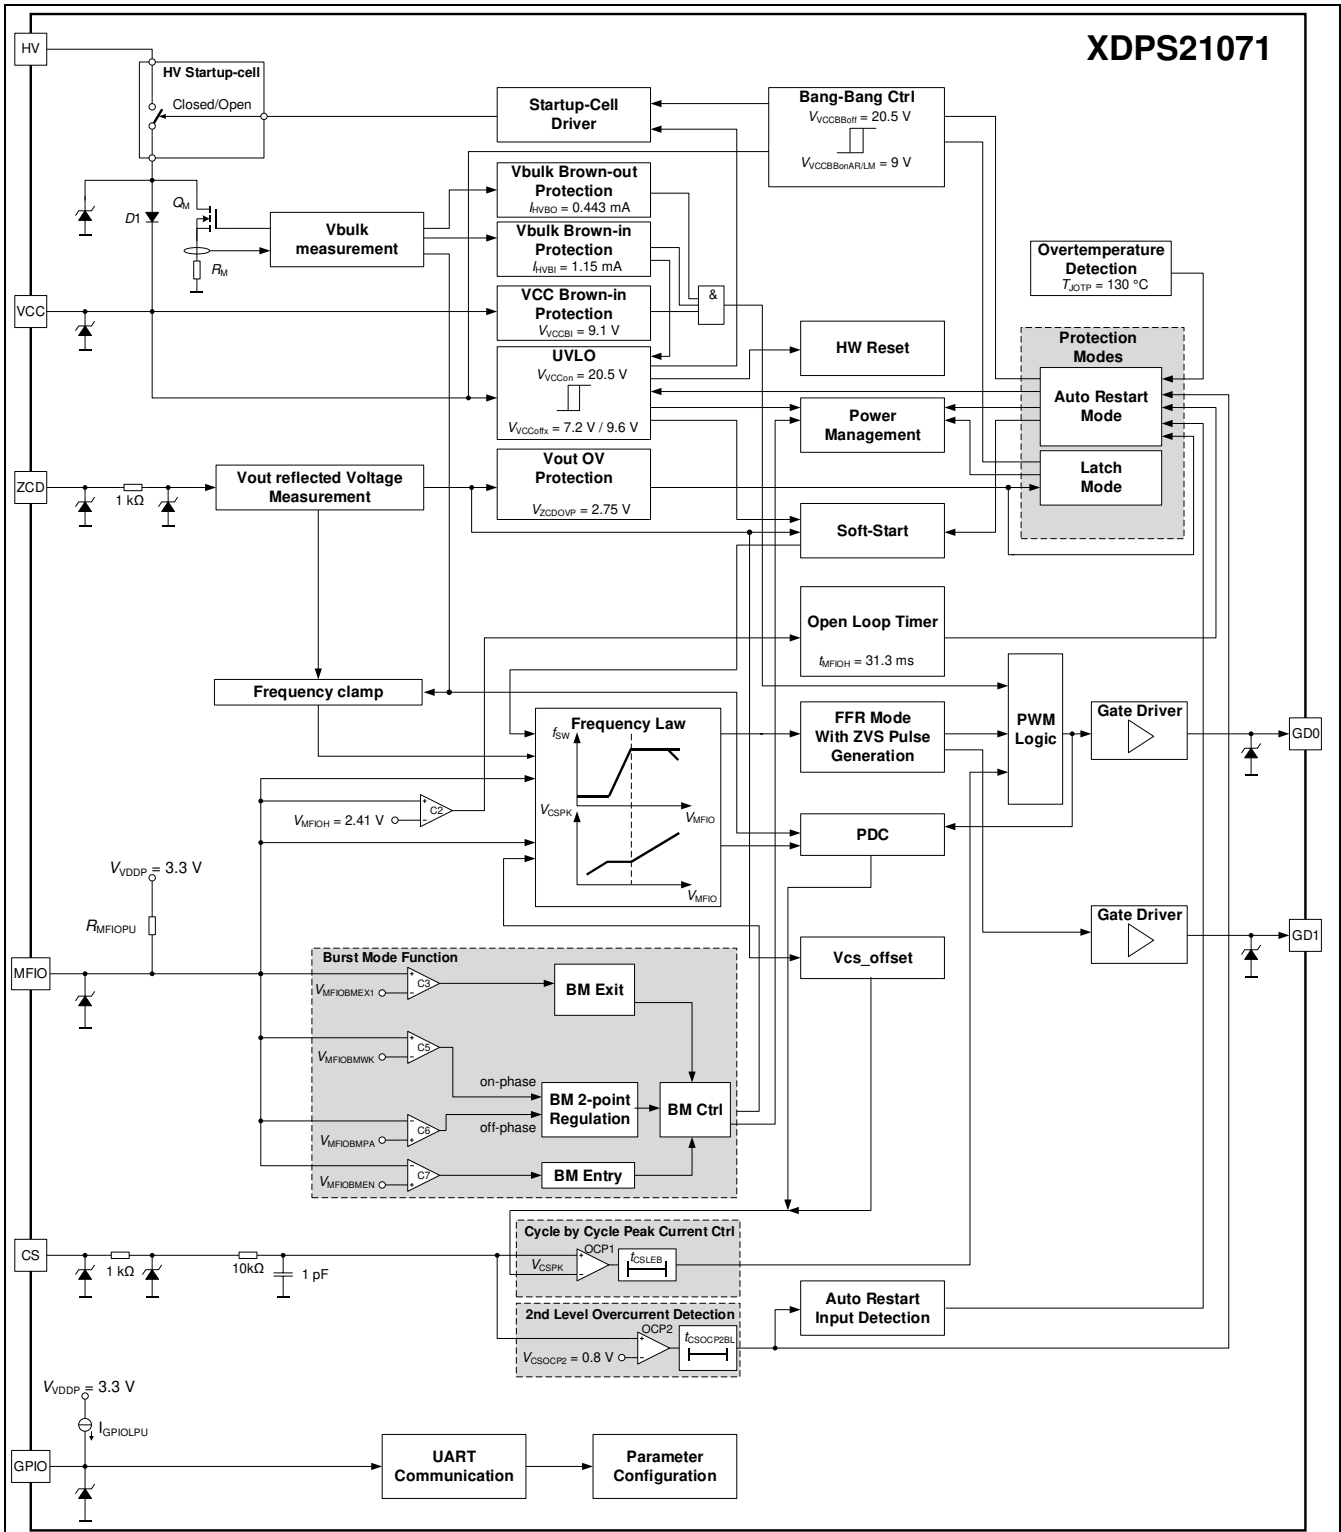 XDPS21071
HV
HV Startup-cell
Closed/Open
Startup-Cell
Driver
Bang-Bang Ctrl
VVCCBBoff = 20.5 V
VVCCBBonAR/LM = 9 V
Vbulk Brown-out
Protection
IHVBO = 0.443 mA
D1
QM
RM
Vbulk
measurement
Vbulk Brown-in
Protection
IHVBI = 1.15 mA
Overtemperature
Detection
TJOTP = 130 °C
VCC
VCC Brown-in
Protection
VVCCBI = 9.1 V
&
HW Reset
Protection
Modes
UVLO
VVCCon = 20.5 V
VVCCoffx = 7.2 V / 9.6 V
Power
Management
Auto Restart
Mode
Latch
Mode
ZCD
1 kΩ
Vout reflected Voltage
Measurement
Vout OV
Protection
VZCDOVP = 2.75 V
Soft-Start
Open Loop Timer
tMFIOH = 31.3 ms
Frequency clamp
Frequency Law
fSW
VMFIO
VCSPK
VMFIO
FFR Mode
With ZVS Pulse
Generation
PWM
Logic
Gate Driver
GD0
VMFIOH = 2.41 V
+
−
C2
PDC
VVDDP = 3.3 V
RMFIOPU
Gate Driver
GD1
MFIO
Burst Mode Function
VMFIOBMEX1
+
−
C3
BM Exit
Vcs_offset
VMFIOBMWK
+
−
C5
on-phase
BM 2-point
Regulation
BM Ctrl
off-phase
VMFIOBMPA
−
+
C6
VMFIOBMEN
−
+
C7
BM Entry
CS
1 kΩ
10kΩ
1 pF
Cycle by Cycle Peak Current Ctrl
OCP1
VCSPK
+
−
tCSLEB
2nd Level Overcurrent Detection
OCP2
VCSOCP2 = 0.8 V
+
−
tCSOCP2BL
Auto Restart
Input Detection
VVDDP = 3.3 V
IGPIOLPU
GPIO
UART
Communication
Parameter
Configuration